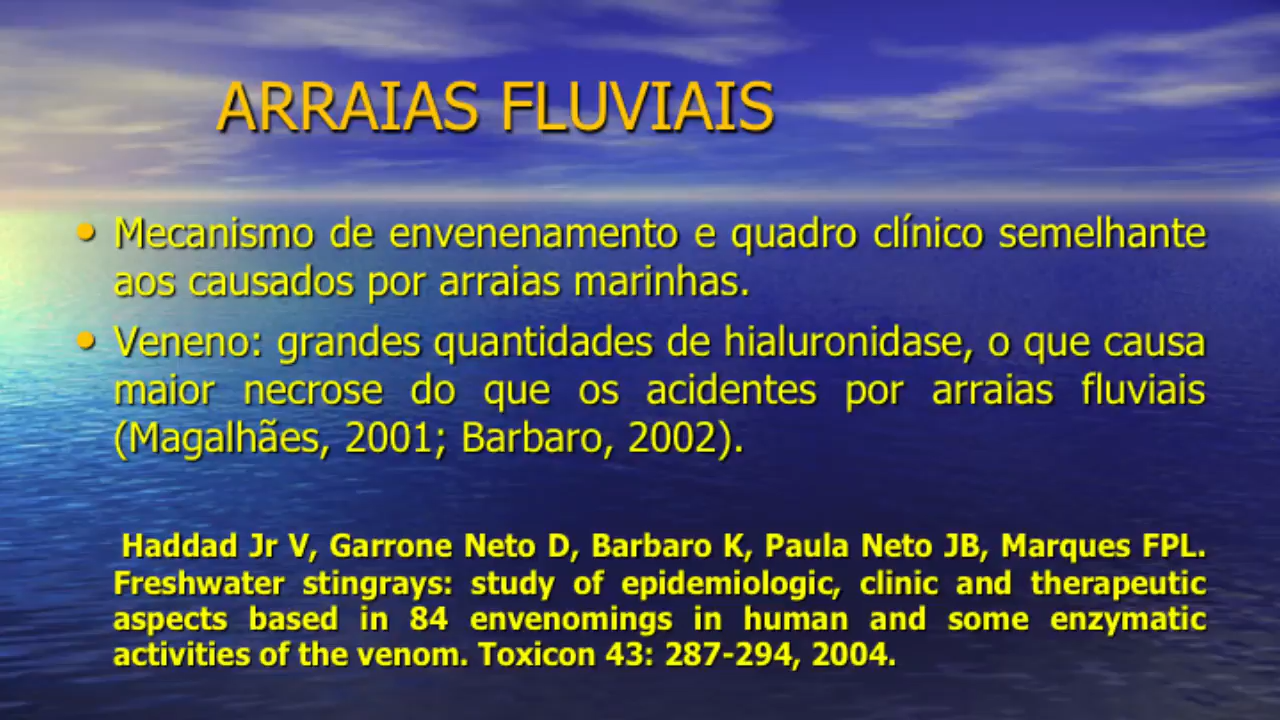 ARRAIAS FLUVIAIS
• Mecanismo de envenenamento e quadro clínico semelhante
aos causados por arraias marinhas.
• Veneno: grandes quantidades de hialuronidase, o que causa
maior necrose do que os acidentes por arraias fluviais
(Magalhães, 2001; Barbaro, 2002).
Haddad Jr V, Garrone Neto D, Barbaro K, Paula Neto JB, Marques FPL.
Freshwater stingrays: study of epidemiologic, clinic and therapeutic
aspects based in 84 envenomings in human and some enzymatic
activities of the venom. Toxicon 43: 287-294, 2004.